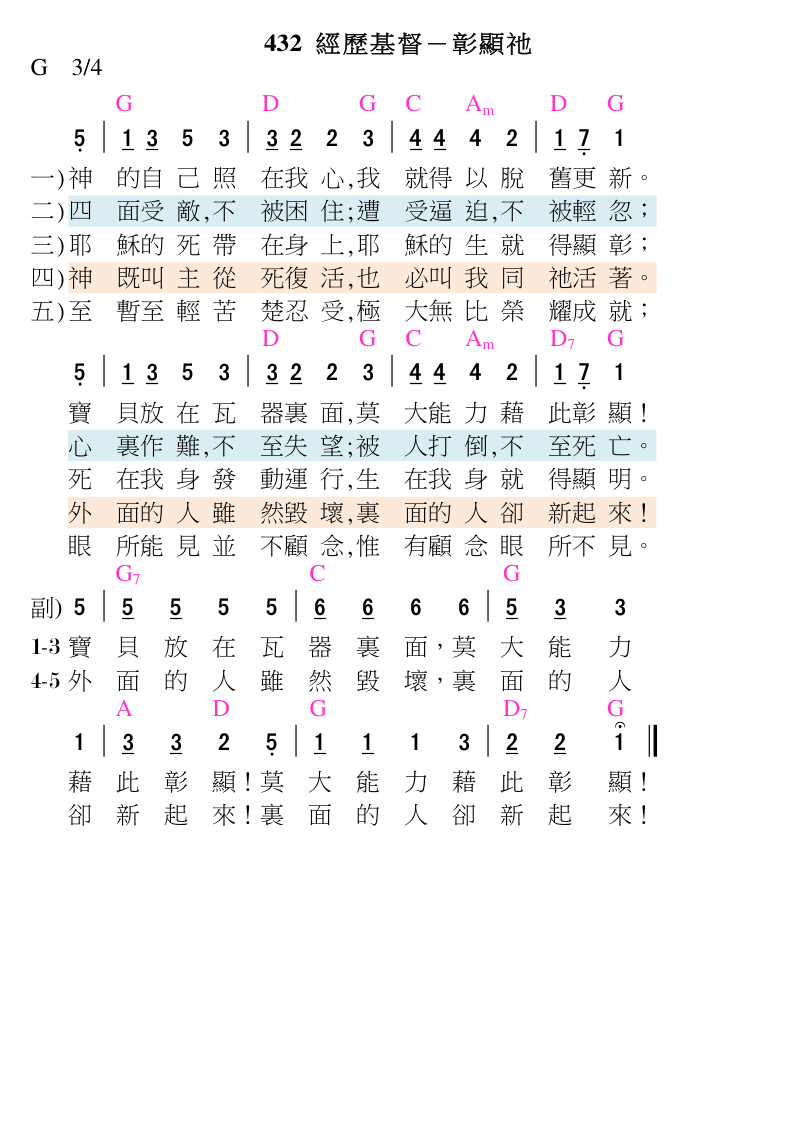 432 經歷基督－彰顯祂
G 3/4
G D G C Am D G
5 | 1 3 5 3 | 3 2 2 3 | 4 4 4 2 | 1 7 1
一)神 的自 己 照 在我 心,我 就得 以 脫 舊更 新。
二)四 面受 敵,不 被困 住;遭 受逼 迫,不 被輕 忽；
三)耶 穌的 死 帶 在身 上,耶 穌的 生 就 得顯 彰；
四)神 既叫 主 從 死復 活,也 必叫 我 同 祂活 著。
五)至 暫至 輕 苦 楚忍 受,極 大無 比 榮 耀成 就；
D G C Am D7 G
5 | 1 3 5 3 | 3 2 2 3 | 4 4 4 2 | 1 7 1
寶 貝放 在 瓦 器裏 面,莫 大能 力 藉 此彰 顯！
心 裏作 難,不 至失 望;被 人打 倒,不 至死 亡。
死 在我 身 發 動運 行,生 在我 身 就 得顯 明。
外 面的 人 雖 然毀 壞,裏 面的 人 卻 新起 來！
眼 所能 見 並 不顧 念,惟 有顧 念 眼 所不 見。
G7 C G
副) 5 | 5 5 5 5 | 6 6 6 6 | 5 3 3
1-3 寶 貝 放 在 瓦 器 裏 面，莫 大 能 力
4-5 外 面 的 人 雖 然 毀 壞，裏 面 的 人
A D G D7 G
1 | 3 3 2 5 | 1 1 1 3 | 2 2 1
藉 此 彰 顯！莫 大 能 力 藉 此 彰 顯！
卻 新 起 來！裏 面 的 人 卻 新 起 來！